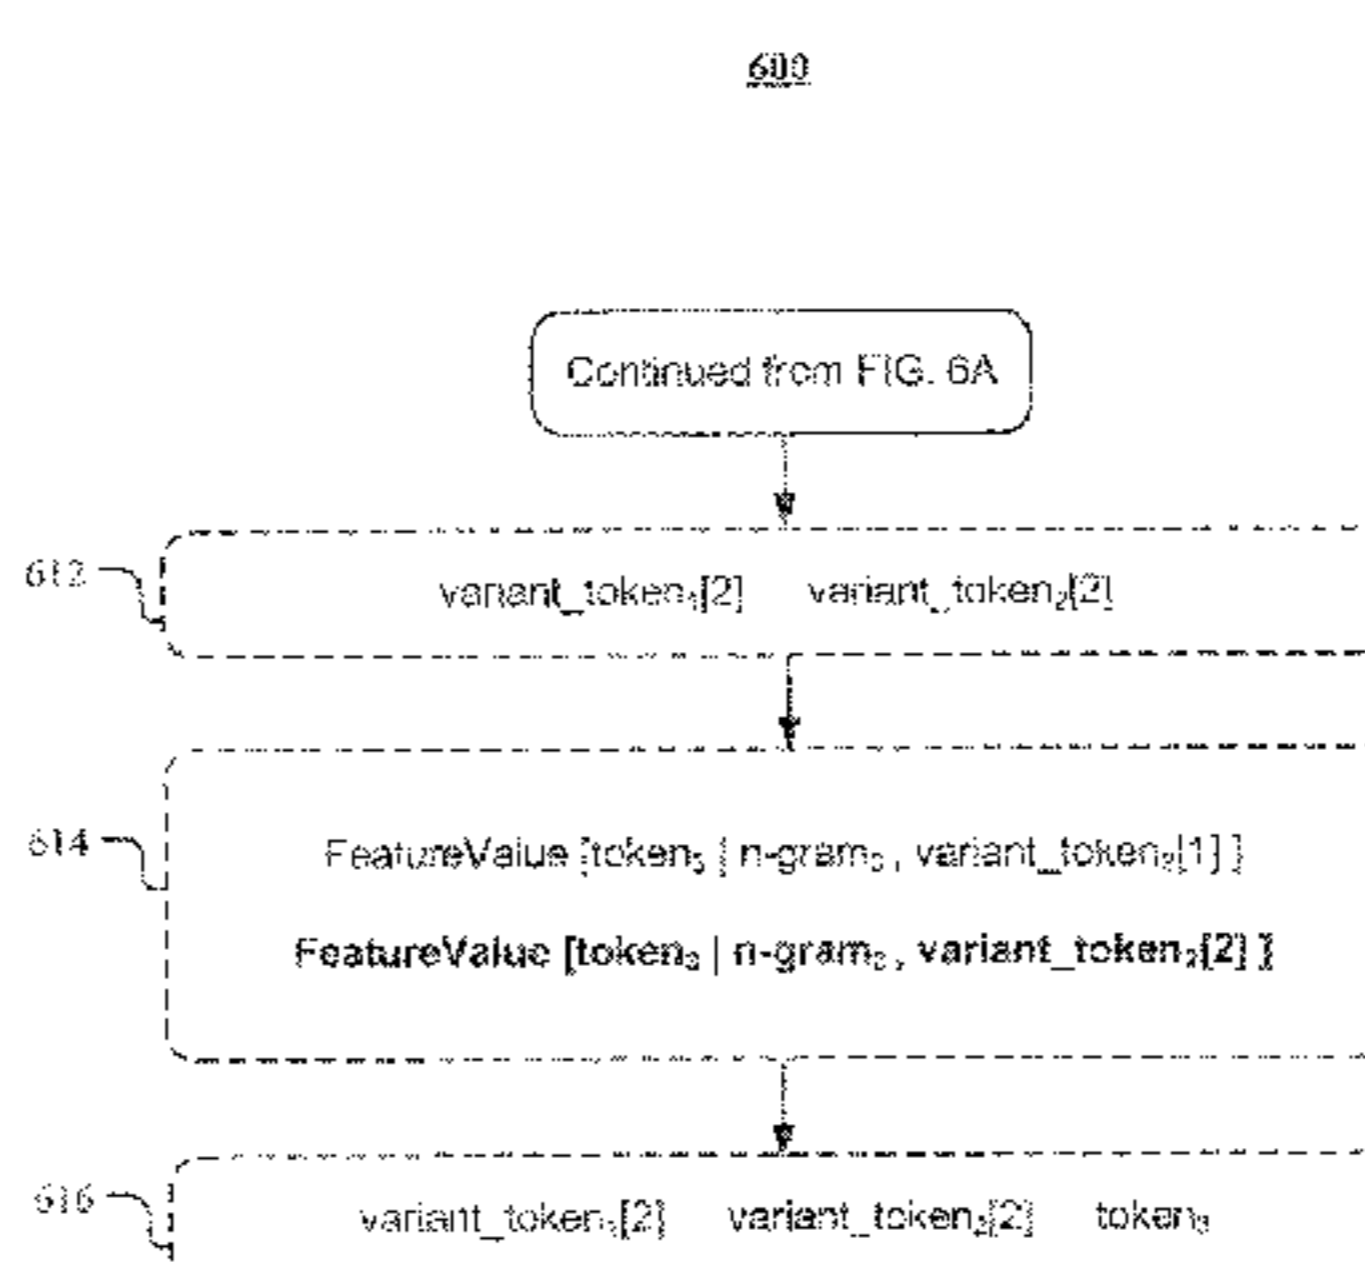 600
Continued from FIG. 6A
612
variant_token₁[2] variant_token₂[2]
614
FeatureValue [token₃ | n-gram₃ , variant_token₂[1] ]
FeatureValue [token₃ | n-gram₃ , variant_token₂[2] ]
616
variant_token₁[2] variant_token₂[2] token₃